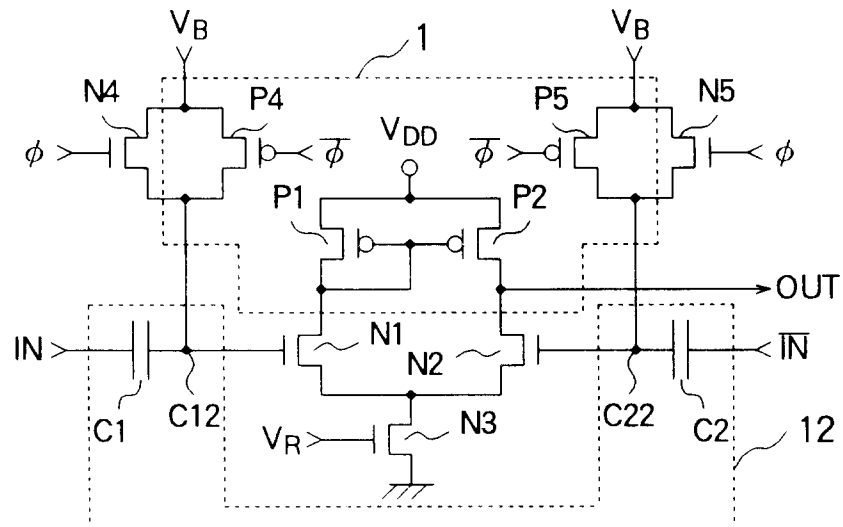 V_B 1 V_B
N4 P4 P5 N5
V_DD
ϕ ϕ̅ ϕ̅ ϕ
P1 P2
OUT
IN N1 N2 I̅N̅
C1 C12 C22 C2
V_R N3 12